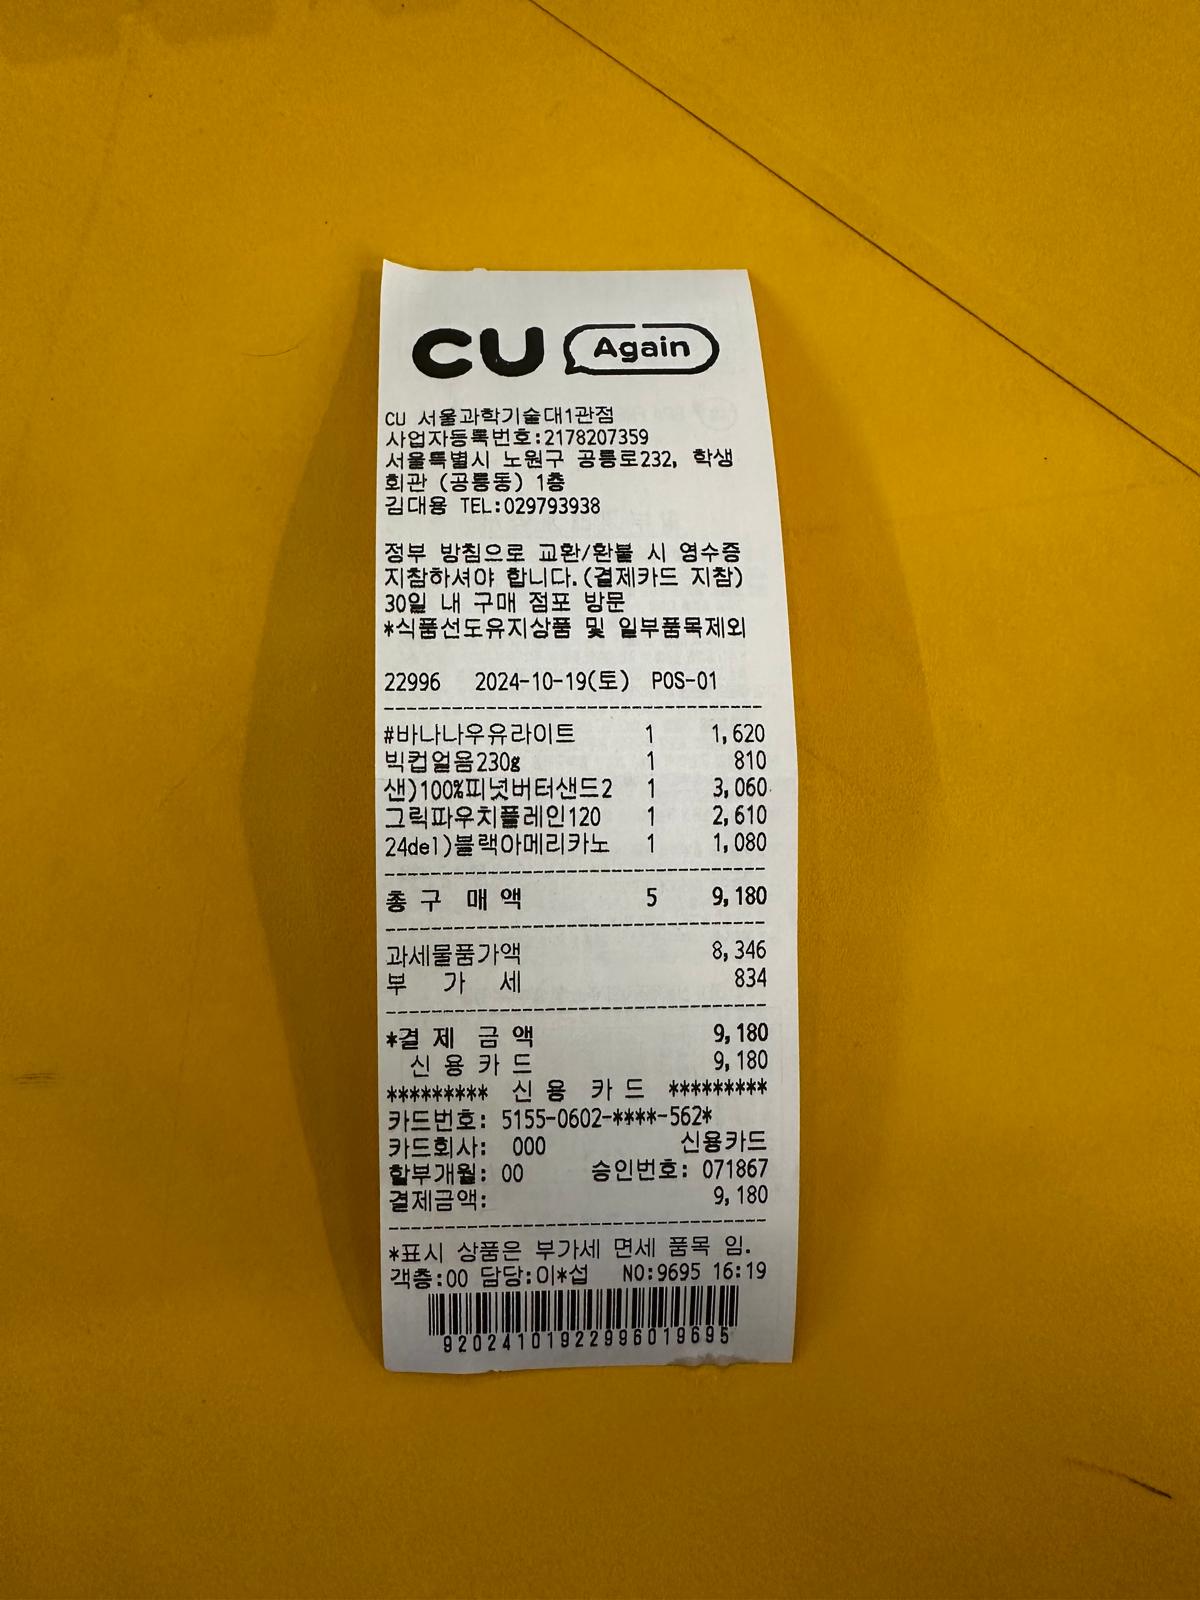 CU Again
CU 서울과학기술대1관점
사업자등록번호:2178207359
서울특별시 노원구 공릉로232, 학생
회관 (공릉동) 1층
김대용 TEL:029793938
정부 방침으로 교환/환불 시 영수증
지참하셔야 합니다.(결제카드 지참)
30일 내 구매 점포 방문
*식품선도유지상품 및 일부품목제외
22996 2024-10-19(토) POS-01
#바나나우유라이트 1 1,620
빅컵얼음230g 1 810
샌)100%피넛버터샌드2 1 3,060
그릭파우치플레인120 1 2,610
24del)블랙아메리카노 1 1,080
총 구 매 액 5 9,180
과세물품가액 8,346
부 가 세 834
*결 제 금 액 9,180
신 용 카 드 9,180
********* 신 용 카 드 *********
카드번호: 5155-0602-****-562*
카드회사: 000 신용카드
할부개월: 00 승인번호: 071867
결제금액: 9,180
*표시 상품은 부가세 면세 품목 임.
객층:00 담당:이*섭 NO:9695 16:19
92024101922996019695